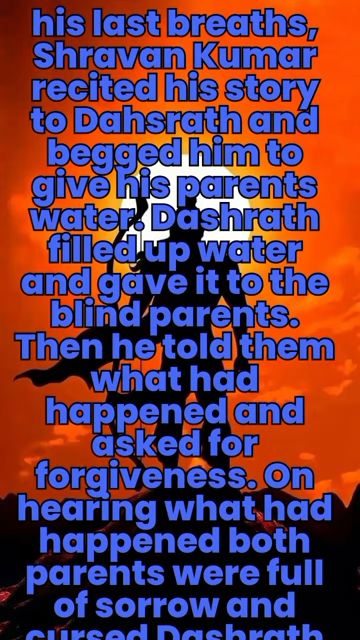 his last breaths,
Shravan Kumar
recited his story
to Dahsrath and
begged him to
give his parents
water. Dashrath
filled up water
and gave it to the
blind parents.
Then he told them
what had
happened and
asked for
forgiveness. On
hearing what had
happened both
parents were full
of sorrow and
cursed Dashrath